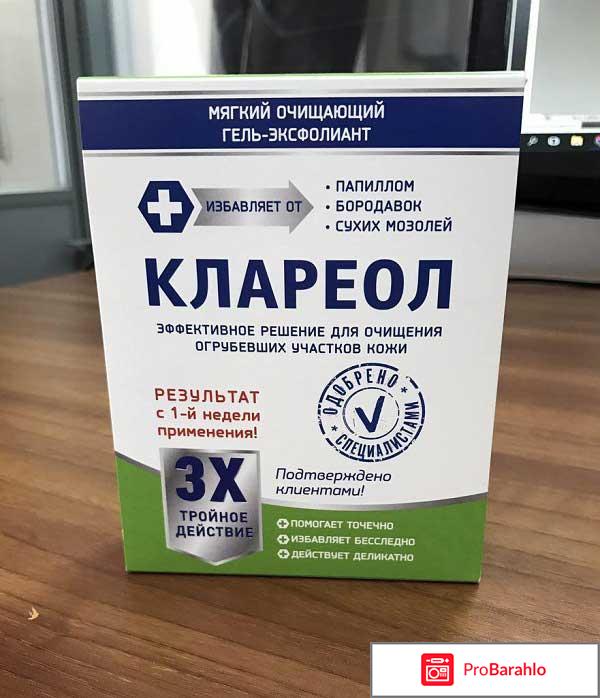 МЯГКИЙ ОЧИЩАЮЩИЙ
ГЕЛЬ-ЭКСФОЛИАНТ
ИЗБАВЛЯЕТ ОТ
• ПАПИЛЛОМ
• БОРОДАВОК
• СУХИХ МОЗОЛЕЙ
КЛАРЕОЛ
ЭФФЕКТИВНОЕ РЕШЕНИЕ ДЛЯ ОЧИЩЕНИЯ
ОГРУБЕВШИХ УЧАСТКОВ КОЖИ
РЕЗУЛЬТАТ
с 1-й недели
применения!
ОДОБРЕНО
СПЕЦИАЛИСТАМИ
3X
ТРОЙНОЕ
ДЕЙСТВИЕ
Подтверждено
клиентами!
ПОМОГАЕТ ТОЧЕЧНО
ИЗБАВЛЯЕТ БЕССЛЕДНО
ДЕЙСТВУЕТ ДЕЛИКАТНО
ProBarahlo